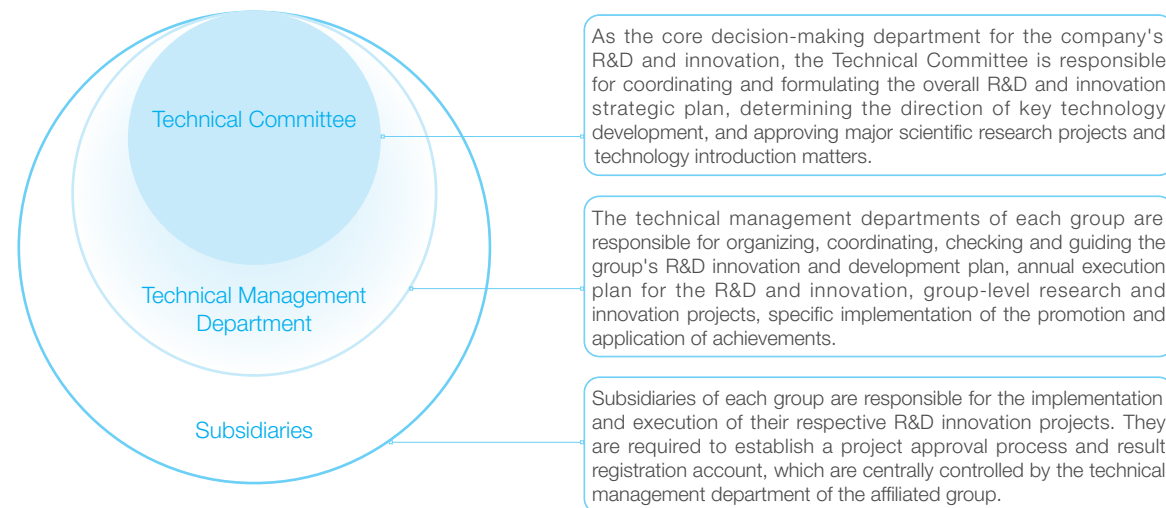 Technical Committee
As the core decision-making department for the company's
R&D and innovation, the Technical Committee is responsible
for coordinating and formulating the overall R&D and innovation
strategic plan, determining the direction of key technology
development, and approving major scientific research projects and
technology introduction matters.
Technical Management
Department
The technical management departments of each group are
responsible for organizing, coordinating, checking and guiding the
group's R&D innovation and development plan, annual execution
plan for the R&D and innovation, group-level research and
innovation projects, specific implementation of the promotion and
application of achievements.
Subsidiaries
Subsidiaries of each group are responsible for the implementation
and execution of their respective R&D innovation projects. They
are required to establish a project approval process and result
registration account, which are centrally controlled by the technical
management department of the affiliated group.